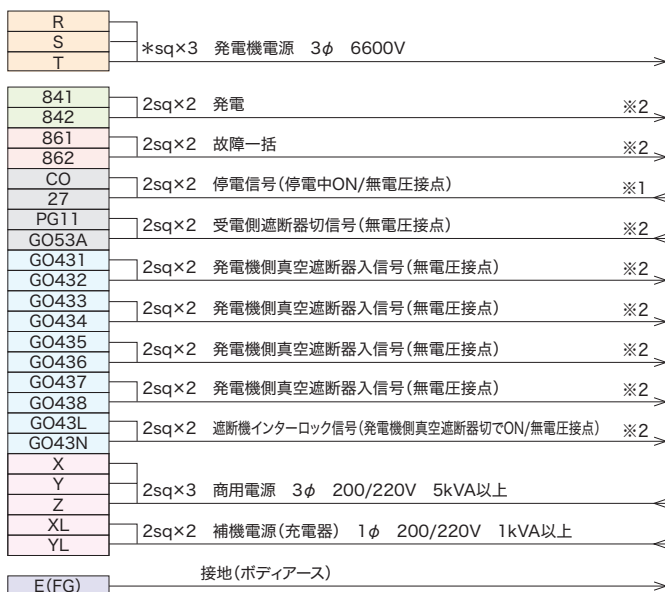 R
S
T
＊sq×3 発電機電源 3φ 6600V
841
842
2sq×2 発電 ※2
861
862
2sq×2 故障一括 ※2
CO
27
2sq×2 停電信号(停電中ON/無電圧接点) ※1
PG11
GO53A
2sq×2 受電側遮断器切信号(無電圧接点) ※2
GO431
GO432
2sq×2 発電機側真空遮断器入信号(無電圧接点) ※2
GO433
GO434
2sq×2 発電機側真空遮断器入信号(無電圧接点) ※2
GO435
GO436
2sq×2 発電機側真空遮断器入信号(無電圧接点) ※2
GO437
GO438
2sq×2 発電機側真空遮断器入信号(無電圧接点) ※2
GO43L
GO43N
2sq×2 遮断機インターロック信号(発電機側真空遮断器切でON/無電圧接点) ※2
X
Y
Z
2sq×3 商用電源 3φ 200/220V 5kVA以上
XL
YL
2sq×2 補機電源(充電器) 1φ 200/220V 1kVA以上
E(FG)
接地(ボディアース)